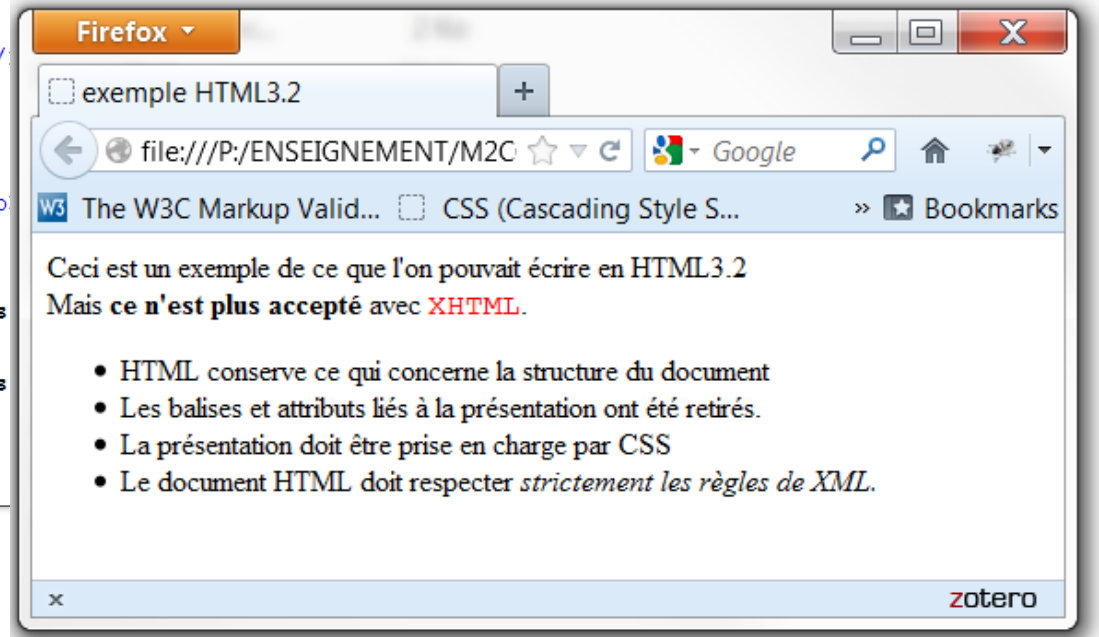 Firefox
exemple HTML3.2
+
file:///P:/ENSEIGNEMENT/M2C
Google
W3 The W3C Markup Valid... CSS (Cascading Style S... » Bookmarks
Ceci est un exemple de ce que l'on pouvait écrire en HTML3.2
Mais ce n'est plus accepté avec XHTML.
• HTML conserve ce qui concerne la structure du document
• Les balises et attributs liés à la présentation ont été retirés.
• La présentation doit être prise en charge par CSS
• Le document HTML doit respecter strictement les règles de XML.
x zotero